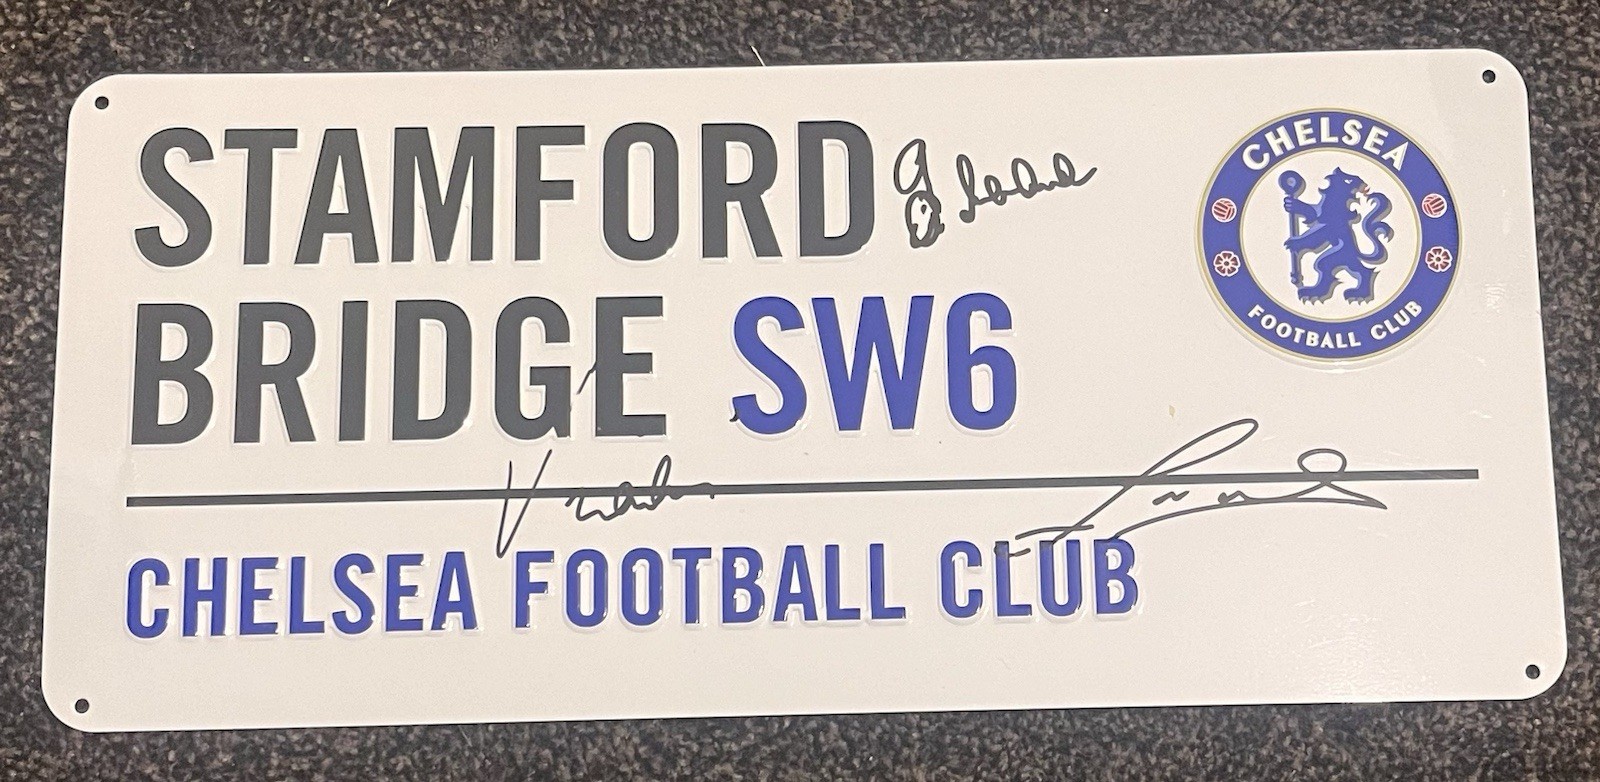 STAMFORD
BRIDGE SW6
CHELSEA FOOTBALL CLUB
CHELSEA
FOOTBALL CLUB